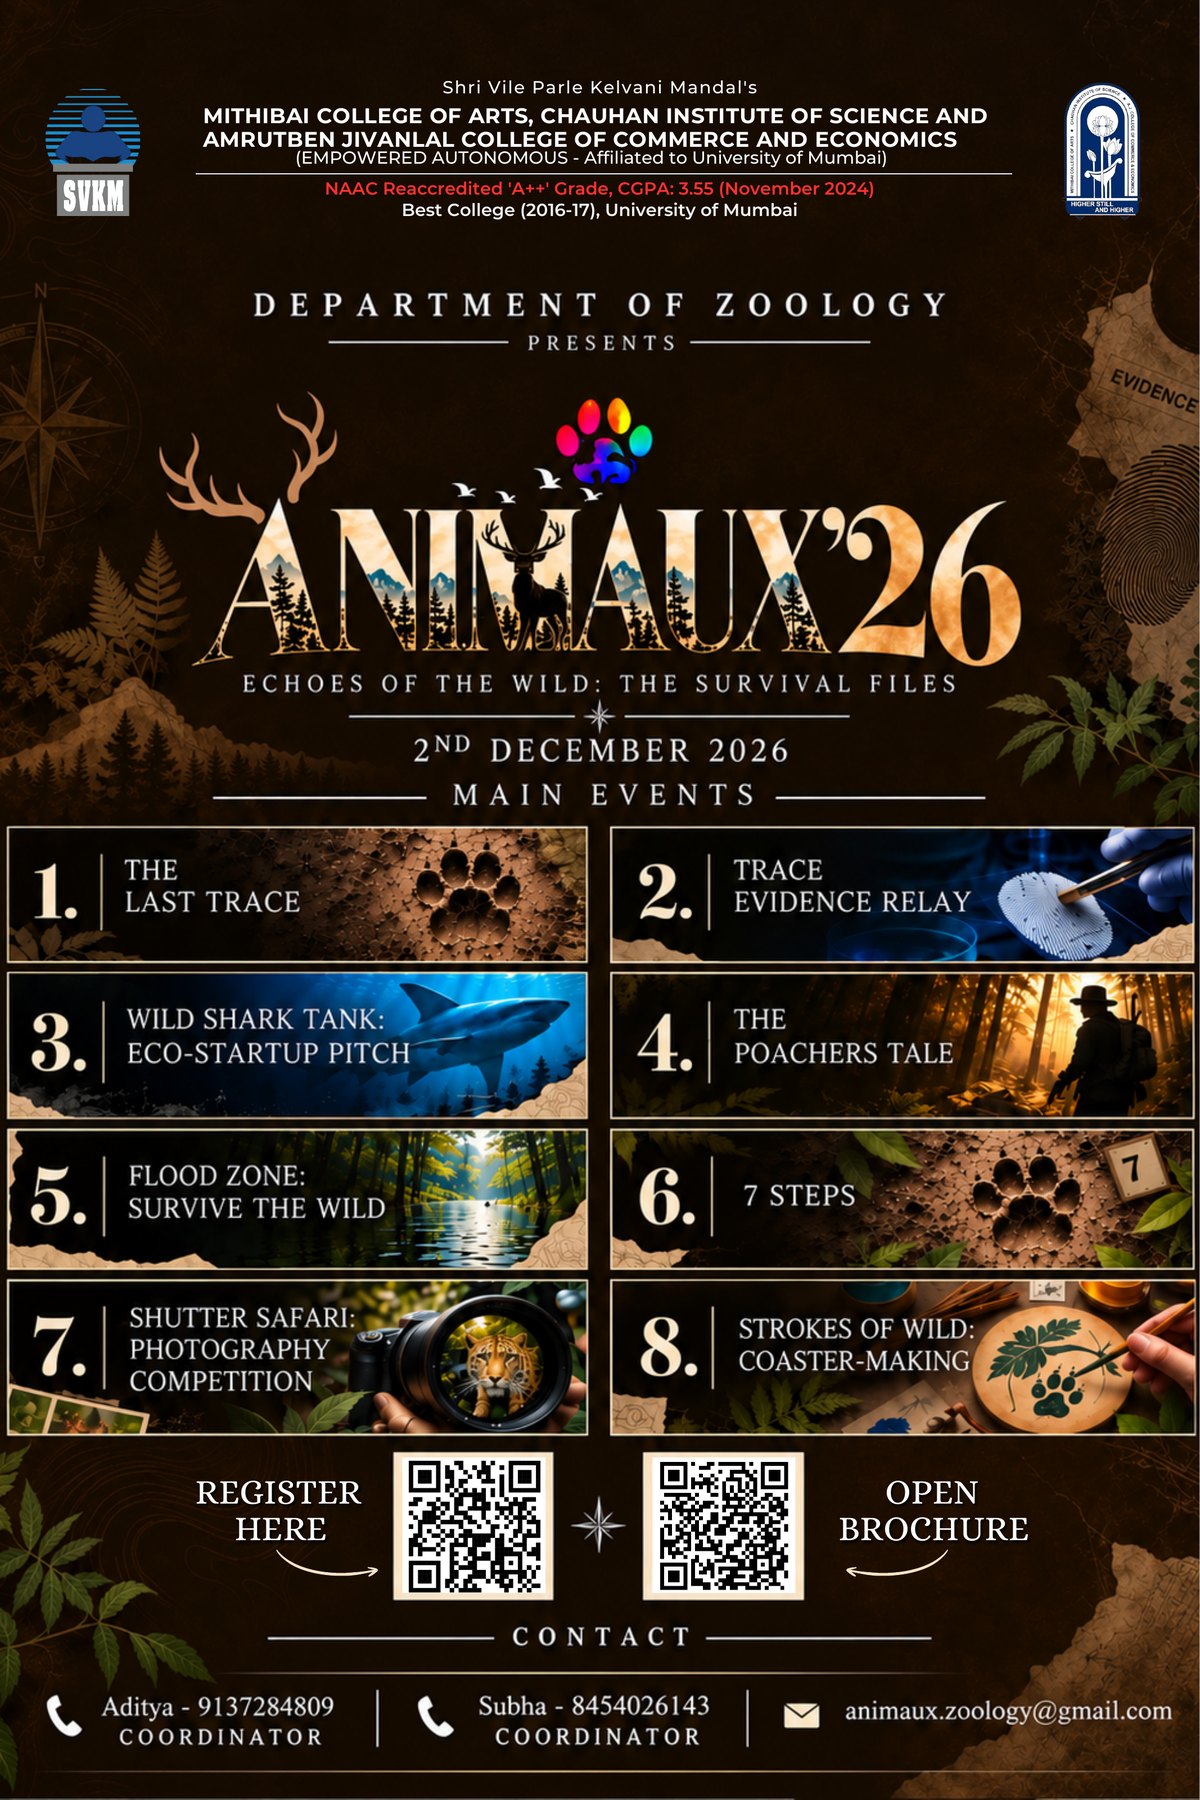 Shri Vile Parle Kelvani Mandal's
MITHIBAI COLLEGE OF ARTS, CHAUHAN INSTITUTE OF SCIENCE AND
AMRUTBEN JIVANLAL COLLEGE OF COMMERCE AND ECONOMICS
(EMPOWERED AUTONOMOUS - Affiliated to University of Mumbai)
NAAC Reaccredited 'A++' Grade, CGPA: 3.55 (November 2024)
Best College (2016-17), University of Mumbai
SVKM
HIGHER STILL
AND HIGHER
N
DEPARTMENT OF ZOOLOGY
PRESENTS
EVIDENCE
ANIMAUX'26
ECHOES OF THE WILD: THE SURVIVAL FILES
2ND DECEMBER 2026
MAIN EVENTS
1. THE
LAST TRACE
2. TRACE
EVIDENCE RELAY
3. WILD SHARK TANK:
ECO-STARTUP PITCH
4. THE
POACHERS TALE
5. FLOOD ZONE:
SURVIVE THE WILD
6. 7 STEPS
7
7. SHUTTER SAFARI:
PHOTOGRAPHY
COMPETITION
8. STROKES OF WILD:
COASTER-MAKING
REGISTER
HERE
OPEN
BROCHURE
CONTACT
Aditya - 9137284809
COORDINATOR
Subha - 8454026143
COORDINATOR
animaux.zoology@gmail.com